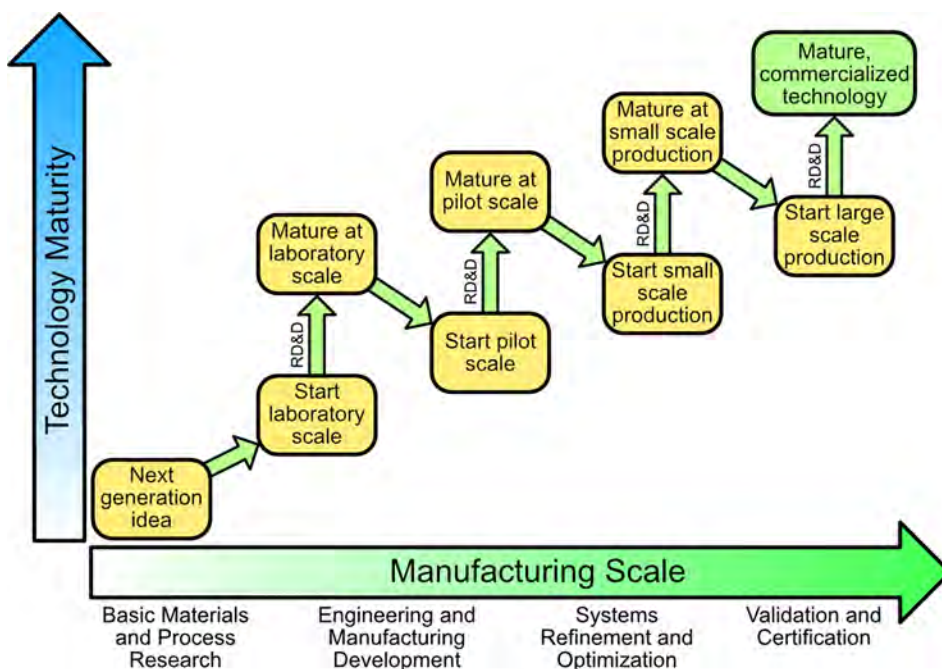 Technology Maturity
Mature,
commercialized
technology
Mature at
small scale
production
RD&D
Mature at
pilot scale
RD&D
Start large
scale
production
Mature at
laboratory
scale
RD&D
Start small
scale
production
RD&D
Start pilot
scale
Start
laboratory
scale
Next
generation
idea
Manufacturing Scale
Basic Materials
and Process
Research
Engineering and
Manufacturing
Development
Systems
Refinement and
Optimization
Validation and
Certification